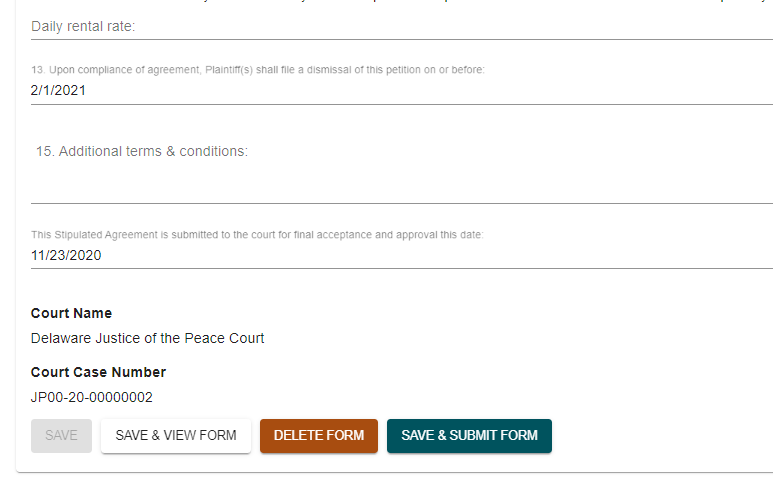 Daily rental rate:
13. Upon compliance of agreement, Plaintiff(s) shall file a dismissal of this petition on or before:
2/1/2021
15. Additional terms & conditions:
This Stipulated Agreement is submitted to the court for final acceptance and approval this date:
11/23/2020
Court Name
Delaware Justice of the Peace Court
Court Case Number
JP00-20-00000002
SAVE SAVE & VIEW FORM DELETE FORM SAVE & SUBMIT FORM